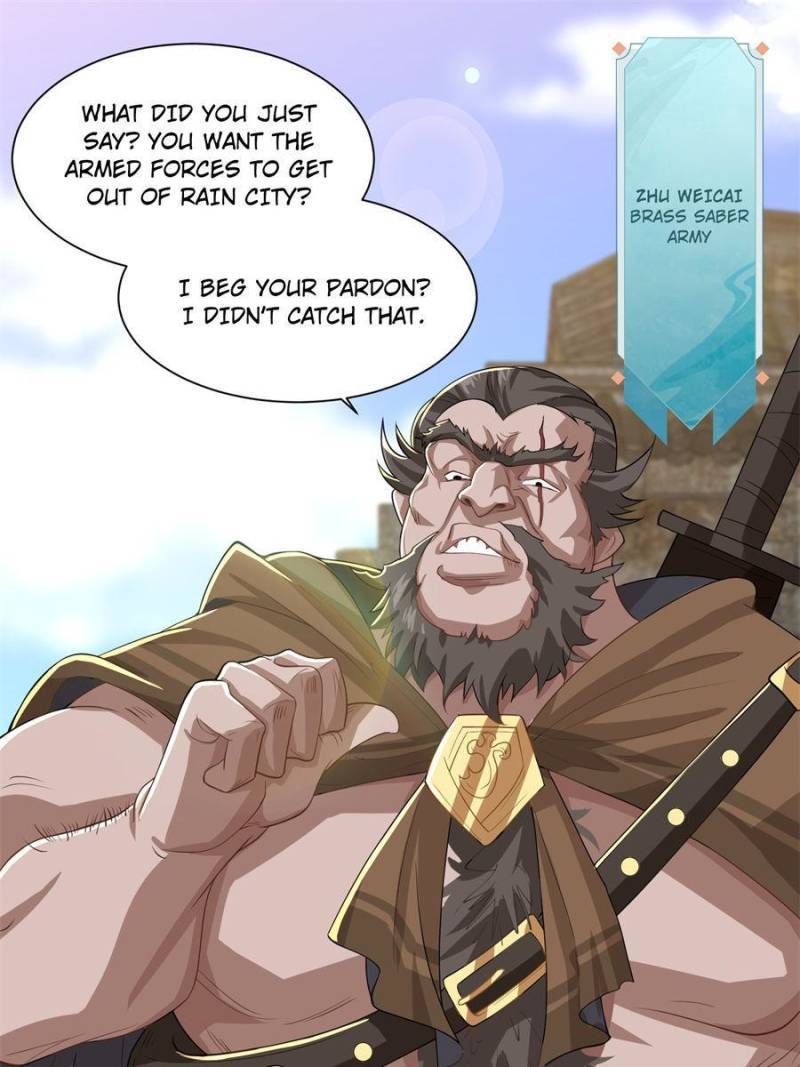 WHAT DID YOU JUST
SAY? YOU WANT THE
ARMED FORCES TO GET
OUT OF RAIN CITY?
I BEG YOUR PARDON?
I DIDN'T CATCH THAT.
ZHU WEICAI
BRASS SABER
ARMY